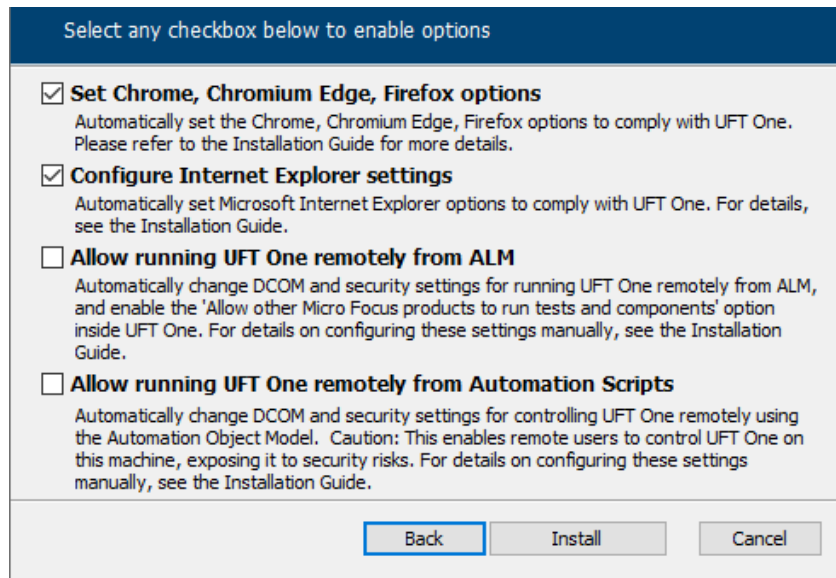 Select any checkbox below to enable options
Set Chrome, Chromium Edge, Firefox options
Automatically set the Chrome, Chromium Edge, Firefox options to comply with UFT One.
Please refer to the Installation Guide for more details.
Configure Internet Explorer settings
Automatically set Microsoft Internet Explorer options to comply with UFT One. For details,
see the Installation Guide.
Allow running UFT One remotely from ALM
Automatically change DCOM and security settings for running UFT One remotely from ALM,
and enable the 'Allow other Micro Focus products to run tests and components' option
inside UFT One. For details on configuring these settings manually, see the Installation
Guide.
Allow running UFT One remotely from Automation Scripts
Automatically change DCOM and security settings for controlling UFT One remotely using
the Automation Object Model.  Caution: This enables remote users to control UFT One on
this machine, exposing it to security risks. For details on configuring these settings
manually, see the Installation Guide.
Back Install Cancel